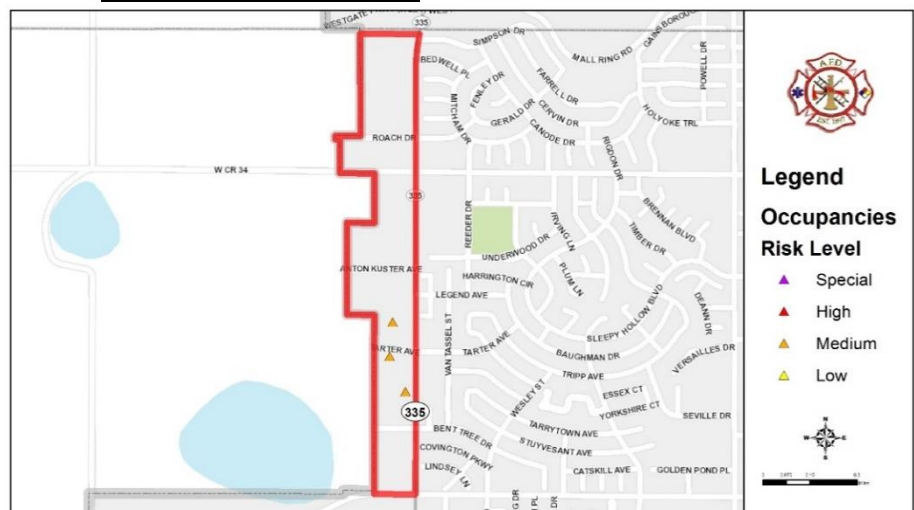 WESTGATE
335
SIMPSON DR
MALL RING RD
GAINSBOROUGH
POWELL DR
BEDWELL PL
FENLEY DR
FARRELL DR
MITCHAM DR
CERVIN DR
GERALD DR
CANODE DR
HOLYOKE TRL
ROACH DR
RIGDON DR
W CR 34
335
REEDER DR
IRVING LN
BRENNAN BLVD
TIMBER DR
UNDERWOOD DR
ANTON KUSTER AVE
HARRINGTON CIR
PLUM LN
LEGEND AVE
DEANN DR
SLEEPY HOLLOW BLVD
VAN TASSEL ST
TARTER AVE
TARTER AVE
BAUGHMAN DR
VERSAILLES DR
TRIPP AVE
WESLEY ST
ESSEX CT
YORKSHIRE CT
335
SEVILLE DR
BENT TREE DR
TARRYTOWN AVE
STUYVESANT AVE
COVINGTON PKWY
LINDSEY LN
CATSKILL AVE
GOLDEN POND PL
DR
PL
DR
A.F.D.
Legend
Occupancies
Risk Level
Special
High
Medium
Low
N
W
E
S